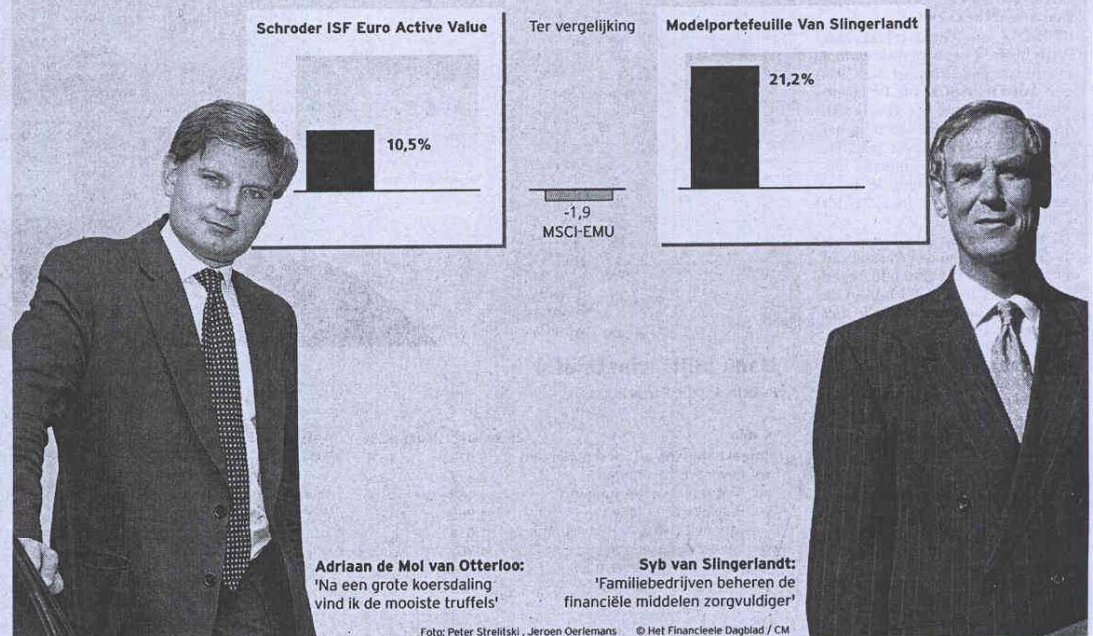 Schroder ISF Euro Active Value
10,5%
Ter vergelijking
-1,9
MSCI-EMU
Modelportefeuille Van Slingerlandt
21,2%
Adriaan de Mol van Otterloo:
'Na een grote koersdaling
vind ik de mooiste truffels'
Syb van Slingerlandt:
'Familiebedrijven beheren de
financiële middelen zorgvuldiger'
Foto: Peter Strelitski , Jeroen Oerlemans © Het Financieele Dagblad / CM